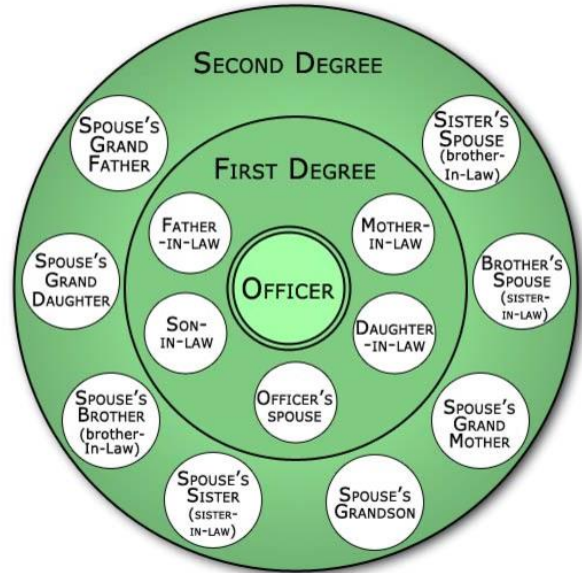 SECOND DEGREE
SPOUSE'S
GRAND
FATHER
SISTER'S
SPOUSE
(brother-
In-Law)
FIRST DEGREE
FATHER
-IN-LAW
MOTHER-
IN-LAW
SPOUSE'S
GRAND
DAUGHTER
OFFICER
BROTHER'S
SPOUSE
(SISTER-
IN-LAW)
SON-
IN-LAW
DAUGHTER
-IN-LAW
SPOUSE'S
BROTHER
(brother-
In-Law)
OFFICER'S
SPOUSE
SPOUSE'S
GRAND
MOTHER
SPOUSE'S
SISTER
(SISTER-
IN-LAW)
SPOUSE'S
GRANDSON